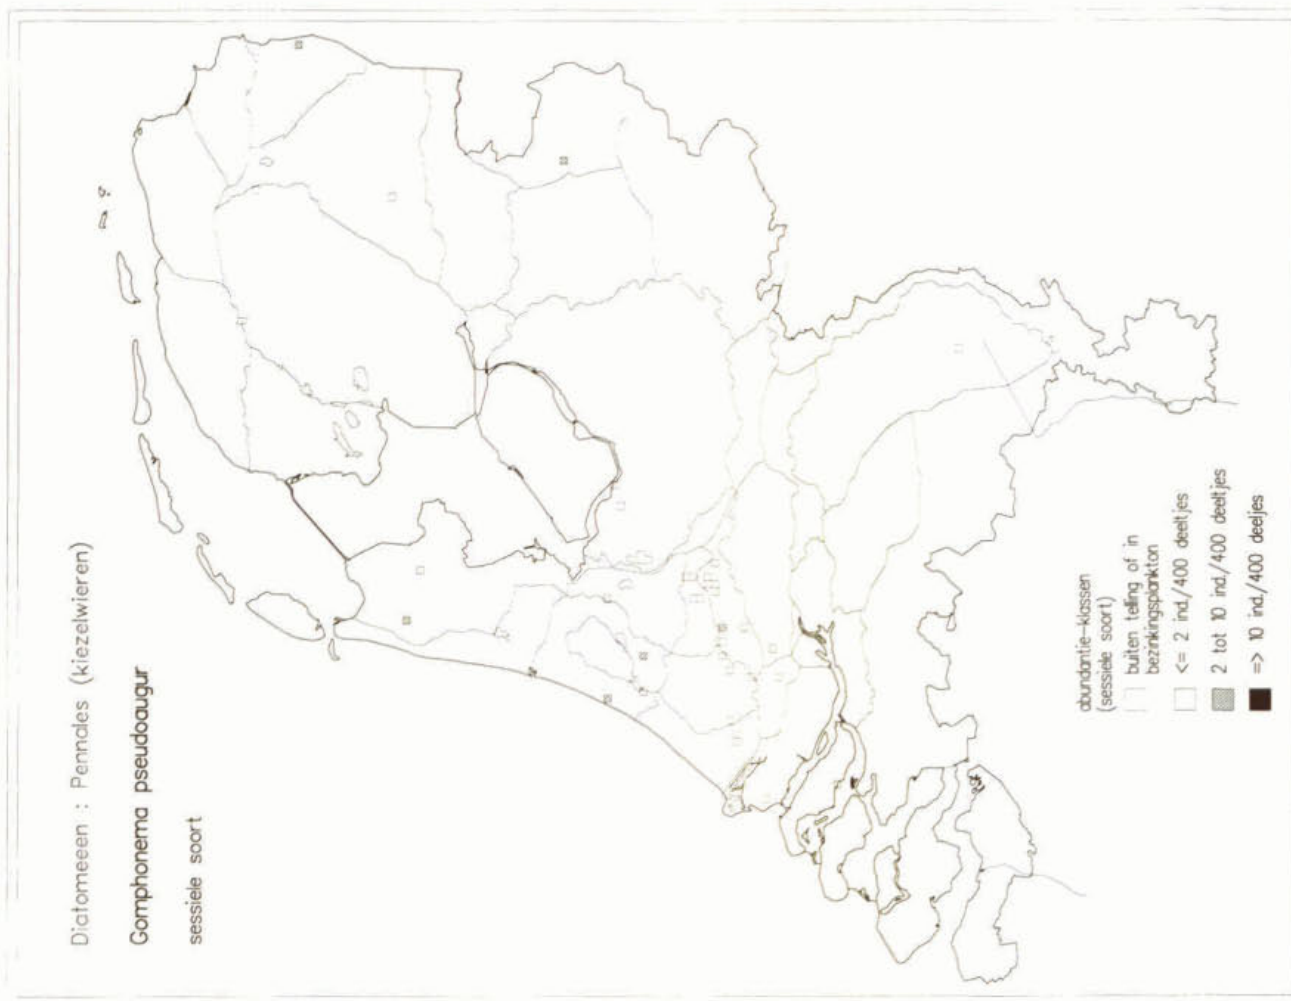 Diatomeeen : Pennales (kiezelwieren)
Gomphonema pseudoaugur
sessiele soort
abundantie-klassen
(sessiele soort)
buiten telling of in
bezinkingsplankton
<= 2 ind./400 deeltjes
2 tot 10 ind./400 deeltjes
=> 10 ind./400 deeltjes